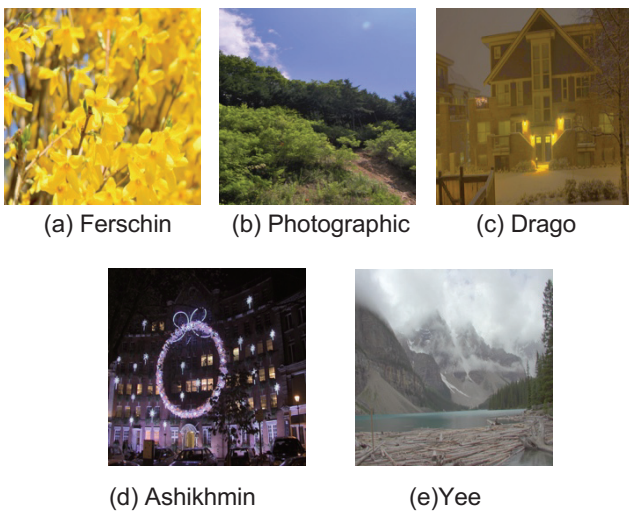 (a) Ferschin
(b) Photographic
(c) Drago
(d) Ashikhmin
(e)Yee